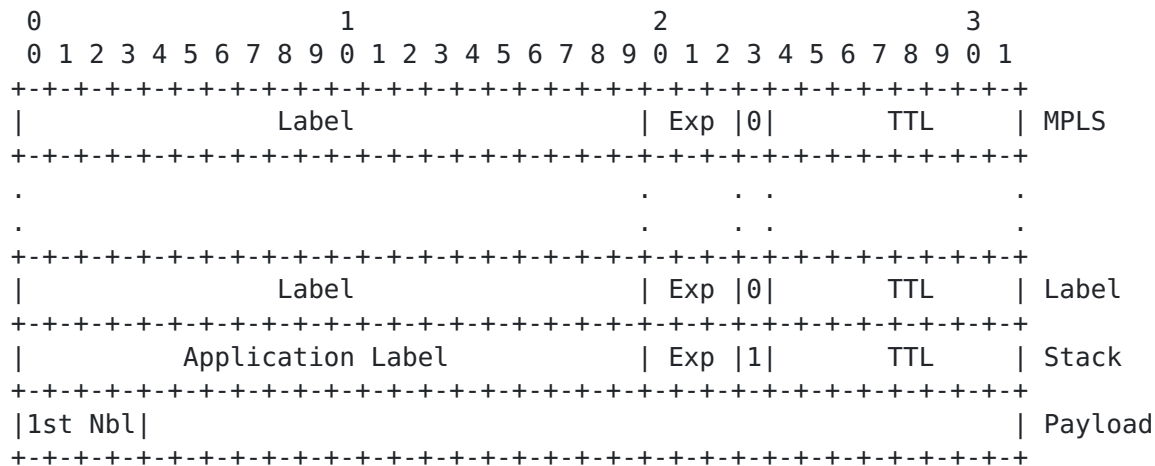 0                   1                   2                   3
 0 1 2 3 4 5 6 7 8 9 0 1 2 3 4 5 6 7 8 9 0 1 2 3 4 5 6 7 8 9 0 1
+-+-+-+-+-+-+-+-+-+-+-+-+-+-+-+-+-+-+-+-+-+-+-+-+-+-+-+-+-+-+-+-+
|                Label                  | Exp |0|       TTL     | MPLS
+-+-+-+-+-+-+-+-+-+-+-+-+-+-+-+-+-+-+-+-+-+-+-+-+-+-+-+-+-+-+-+-+
.                                       .     . .               .
.                                       .     . .               .
+-+-+-+-+-+-+-+-+-+-+-+-+-+-+-+-+-+-+-+-+-+-+-+-+-+-+-+-+-+-+-+-+
|                Label                  | Exp |0|       TTL     | Label
+-+-+-+-+-+-+-+-+-+-+-+-+-+-+-+-+-+-+-+-+-+-+-+-+-+-+-+-+-+-+-+-+
|          Application Label            | Exp |1|       TTL     | Stack
+-+-+-+-+-+-+-+-+-+-+-+-+-+-+-+-+-+-+-+-+-+-+-+-+-+-+-+-+-+-+-+-+
|1st Nbl|                                                       | Payload
+-+-+-+-+-+-+-+-+-+-+-+-+-+-+-+-+-+-+-+-+-+-+-+-+-+-+-+-+-+-+-+-+